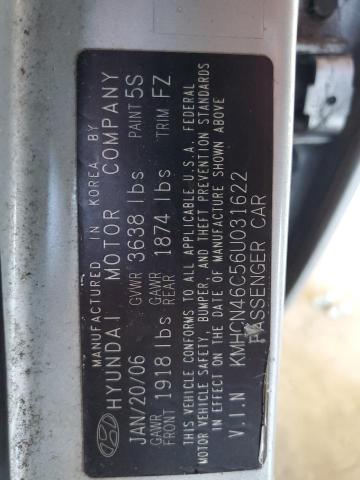 MANUFACTURED IN KOREA BY
HYUNDAI MOTOR COMPANY
JAN/20/06 GVWR 3638 lbs PAINT 5S
GAWR FRONT 1918 lbs GAWR REAR 1874 lbs TRIM FZ
THIS VEHICLE CONFORMS TO ALL APPLICABLE U.S.A. FEDERAL
MOTOR VEHICLE SAFETY, BUMPER, AND THEFT PREVENTION STANDARDS
IN EFFECT ON THE DATE OF MANUFACTURE SHOWN ABOVE
V.I.N KMHCN46C56U031622
PASSENGER CAR